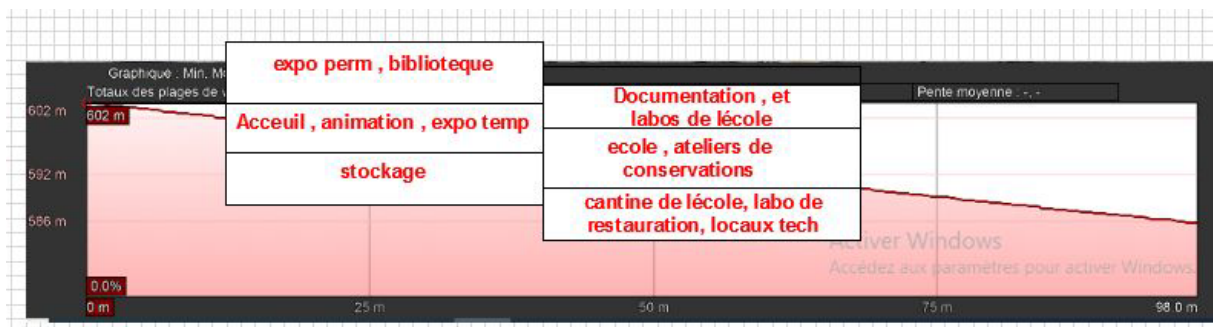 expo perm , biblioteque
Graphique : Min. M
Totaux des plages de v
Pente moyenne : -, -
602 m
602 m
Documentation , et
labos de lécole
Acceuil , animation , expo temp
ecole , ateliers de
conservations
592 m
stockage
cantine de lécole, labo de
restauration, locaux tech
586 m
Activer Windows
Accédez aux paramètres pour activer Windows.
0.0%
0 m
25 m
50 m
75 m
98.0 m